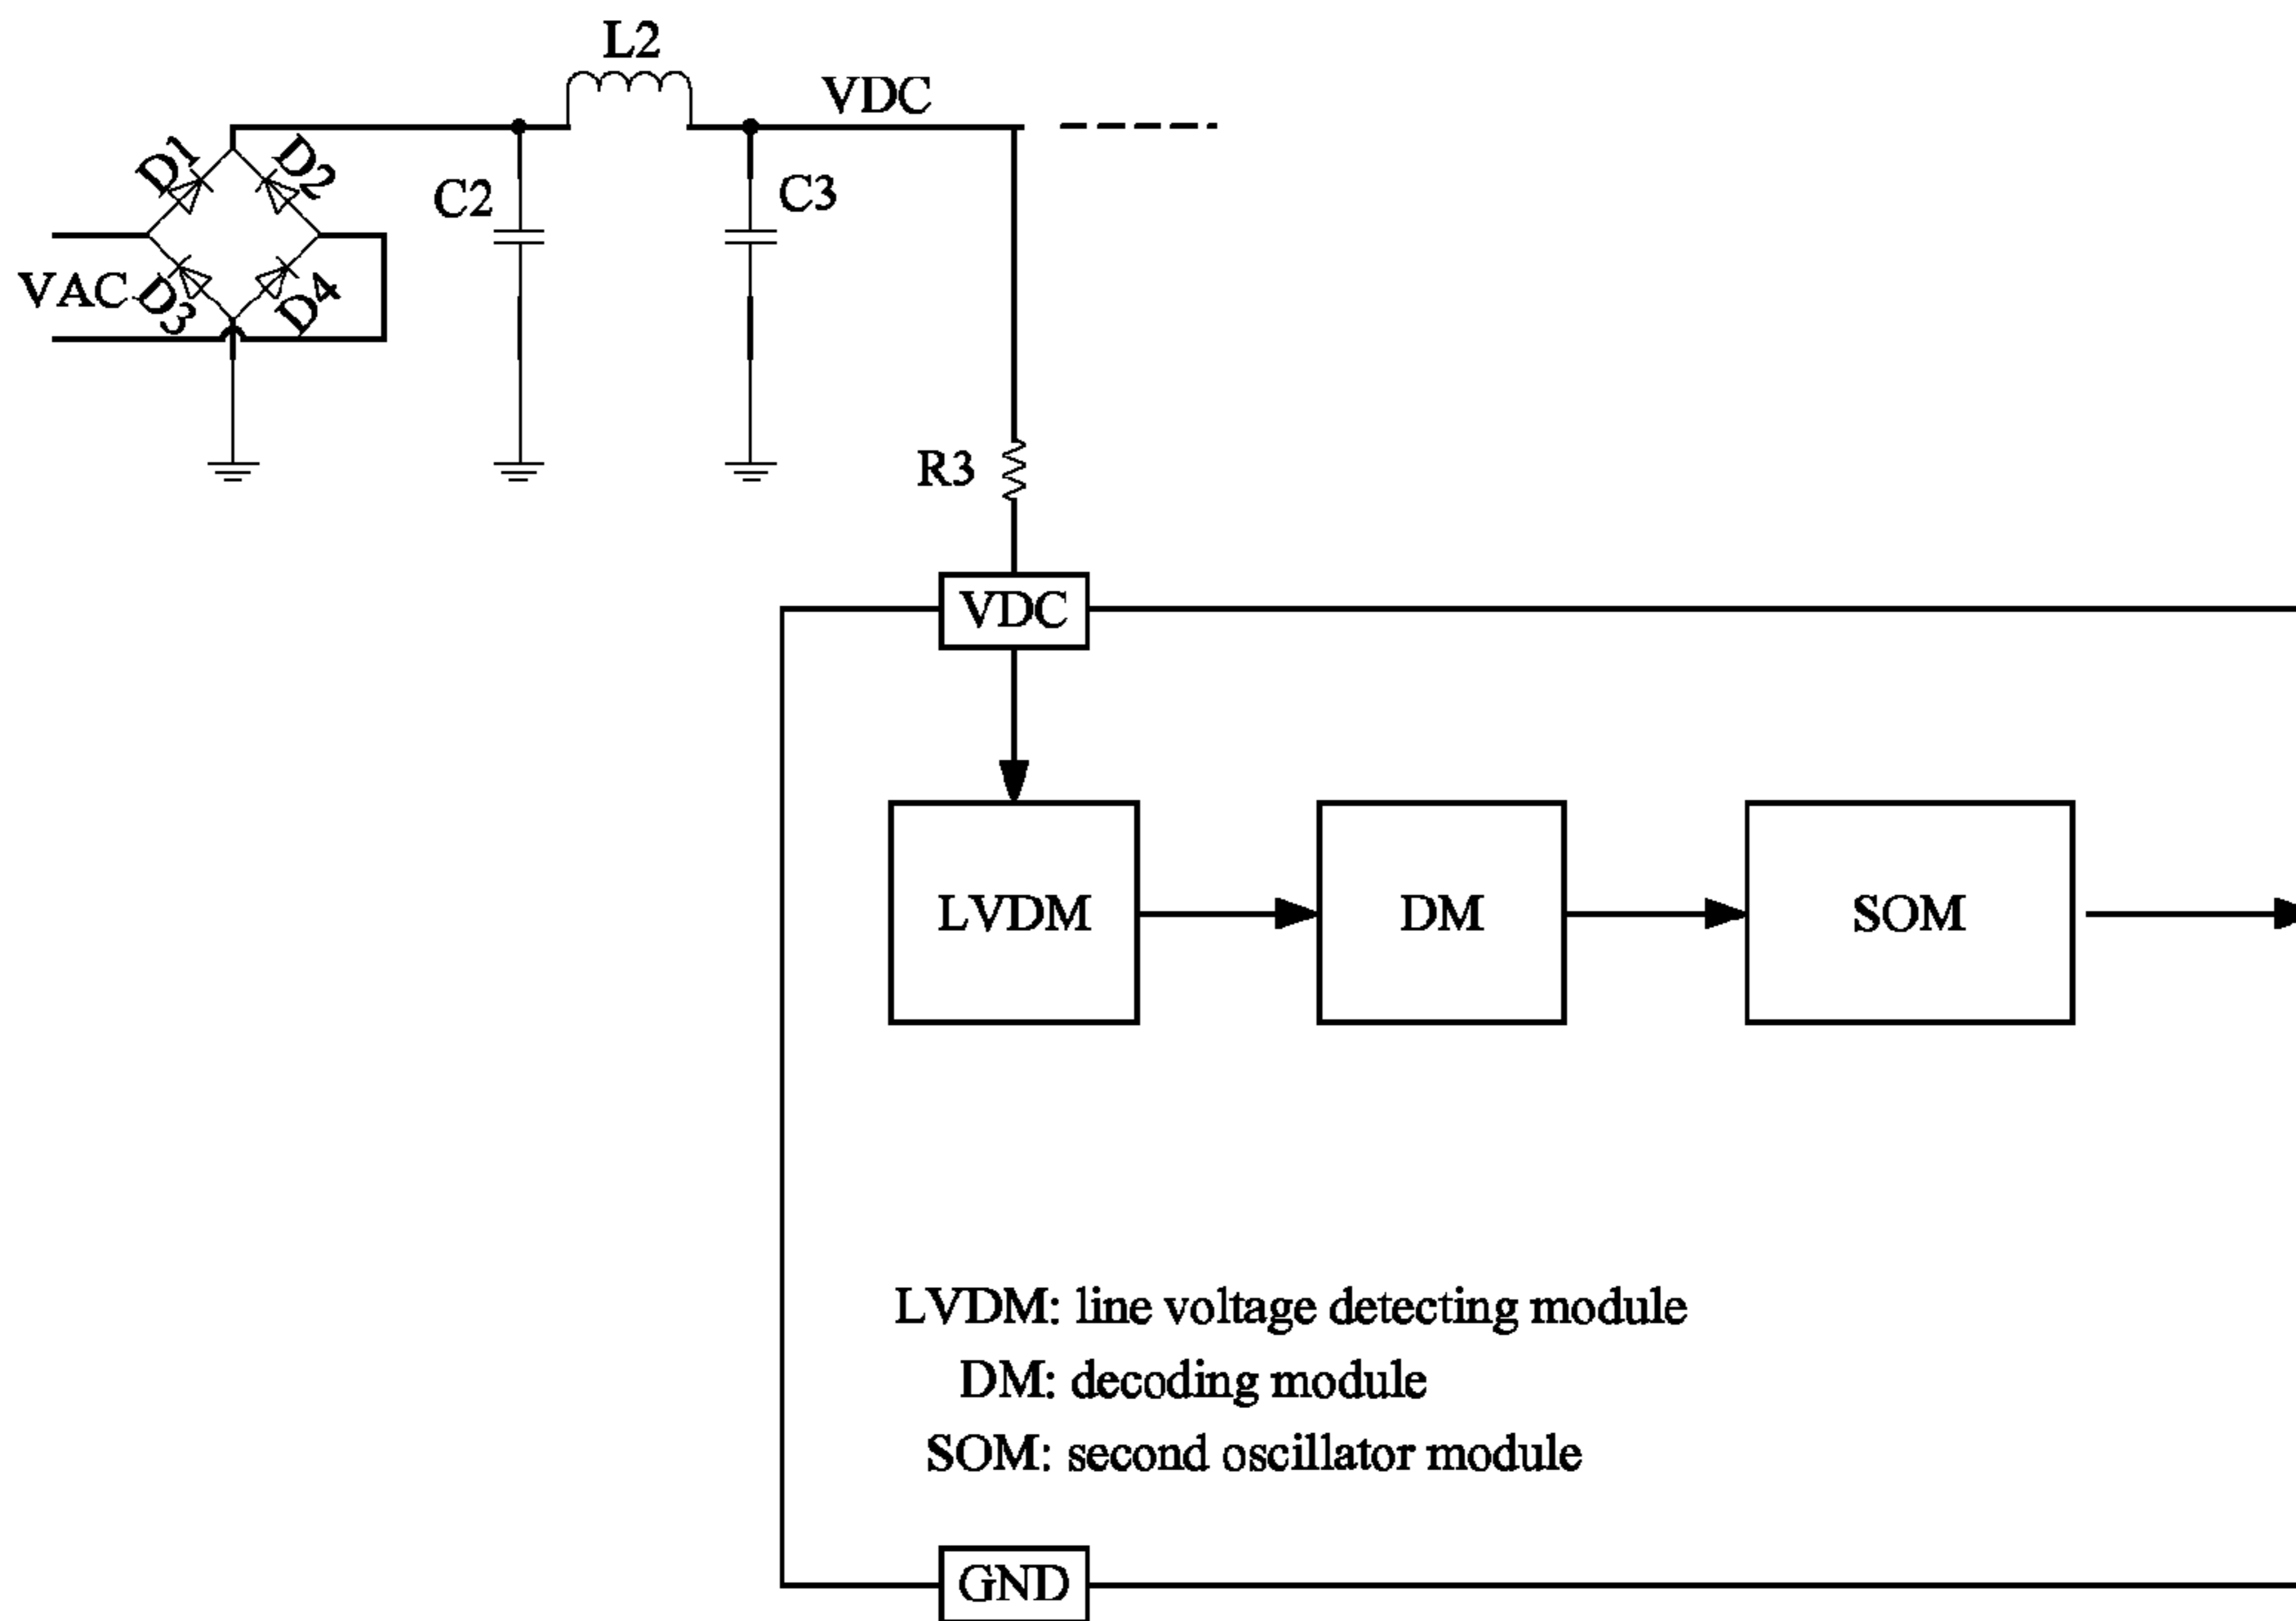 L2
VDC
D1
D2
C2
C3
VAC
D3
D4
R3
VDC
LVDM
DM
SOM
LVDM: line voltage detecting module
DM: decoding module
SOM: second oscillator module
GND